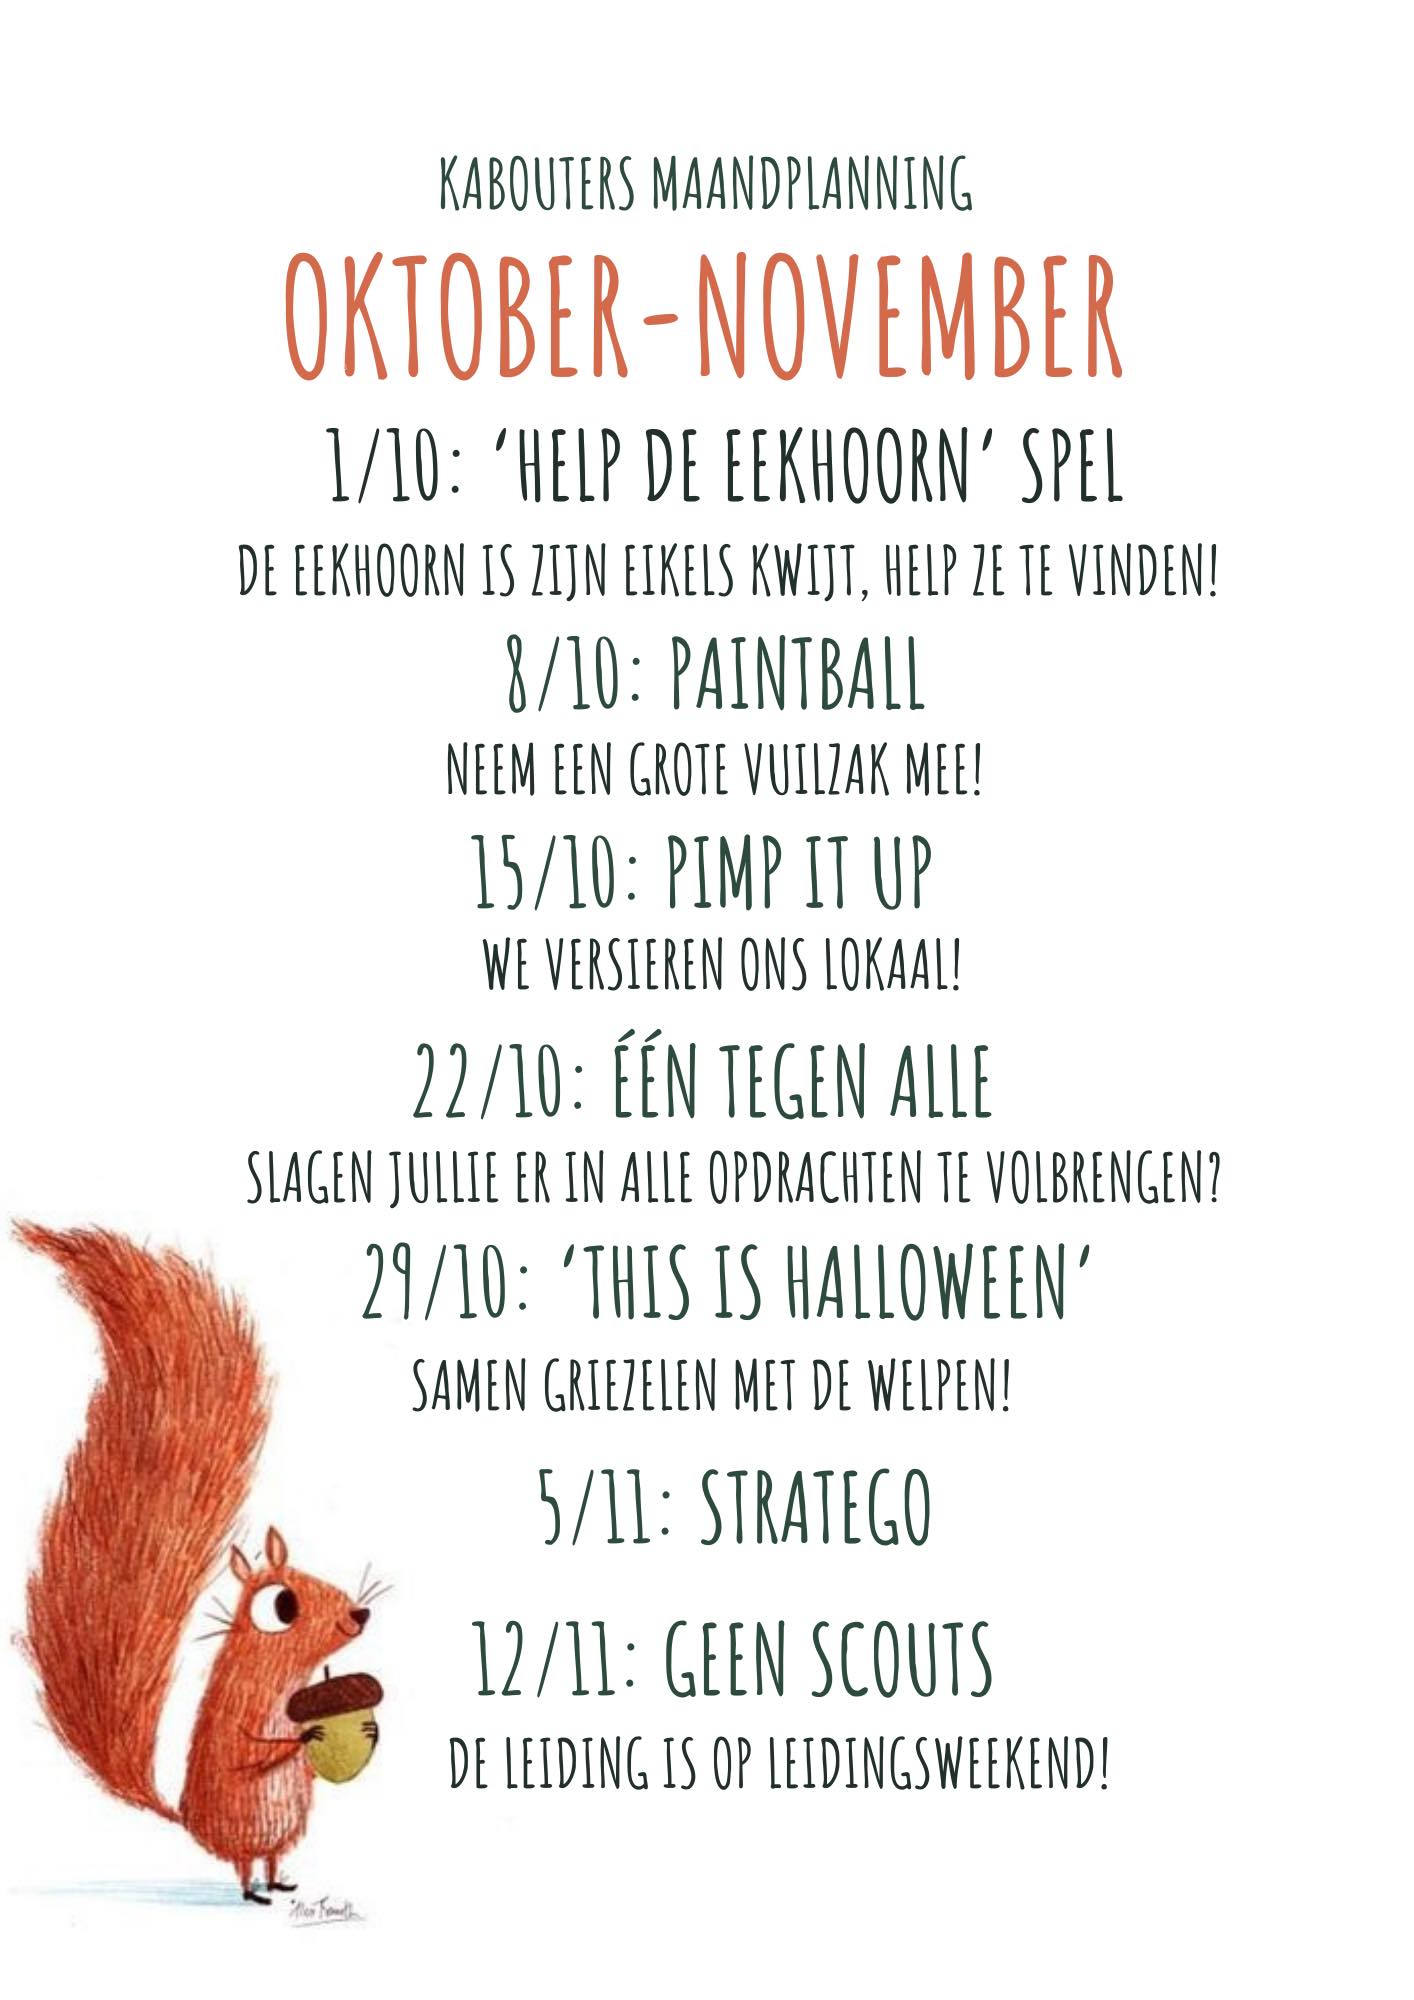 KABOUTERS MAANDPLANNING
OKTOBER-NOVEMBER
1/10: ‘HELP DE EEKHOORN’ SPEL
DE EEKHOORN IS ZIJN EIKELS KWIJT, HELP ZE TE VINDEN!
8/10: PAINTBALL
NEEM EEN GROTE VUILZAK MEE!
15/10: PIMP IT UP
WE VERSIEREN ONS LOKAAL!
22/10: ÉÉN TEGEN ALLE
SLAGEN JULLIE ER IN ALLE OPDRACHTEN TE VOLBRENGEN?
29/10: ‘THIS IS HALLOWEEN’
SAMEN GRIEZELEN MET DE WELPEN!
5/11: STRATEGO
12/11: GEEN SCOUTS
DE LEIDING IS OP LEIDINGSWEEKEND!